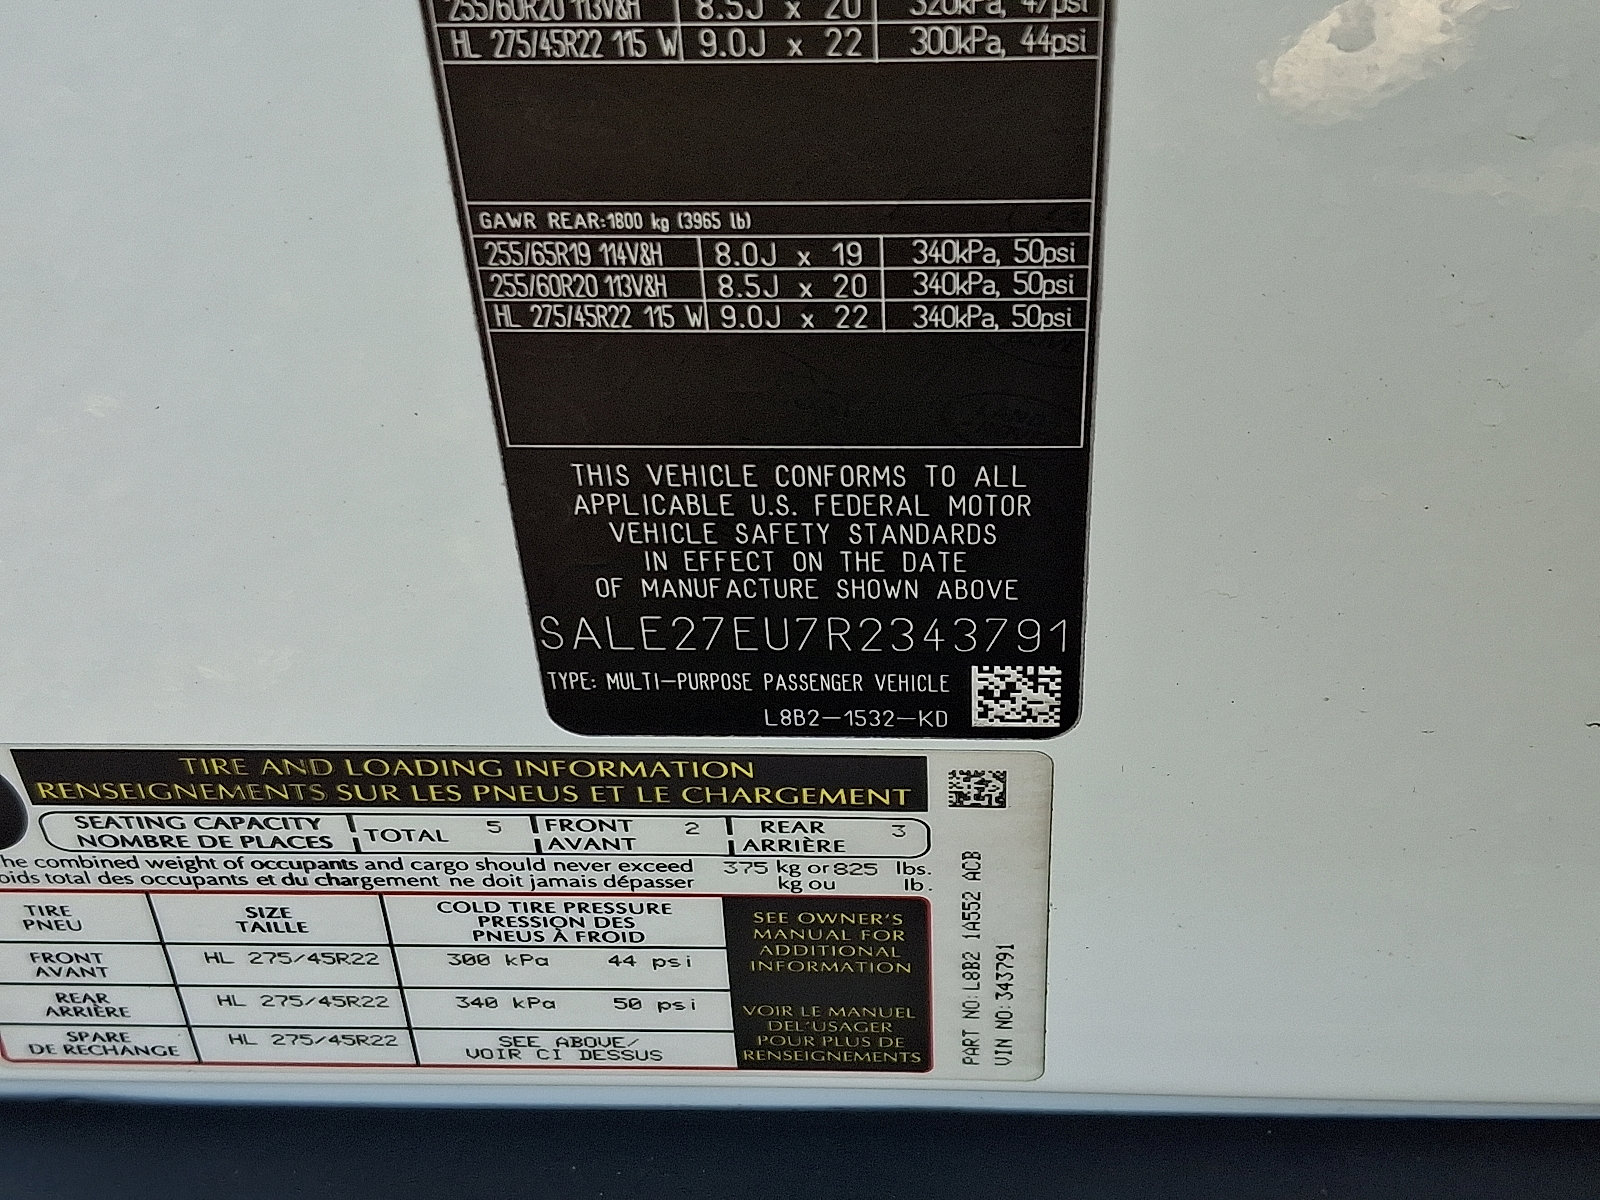 255/60R20 113V&H 8.5J x 20 320kPa, 47psi
HL 275/45R22 115 W 9.0J x 22 300kPa, 44psi
GAWR REAR:1800 kg (3965 lb)
255/65R19 114V&H 8.0J x 19 340kPa, 50psi
255/60R20 113V&H 8.5J x 20 340kPa, 50psi
HL 275/45R22 115 W 9.0J x 22 340kPa, 50psi
THIS VEHICLE CONFORMS TO ALL
APPLICABLE U.S. FEDERAL MOTOR
VEHICLE SAFETY STANDARDS
IN EFFECT ON THE DATE
OF MANUFACTURE SHOWN ABOVE
SALE27EU7R2343791
TYPE: MULTI-PURPOSE PASSENGER VEHICLE
L8B2-1532-KD
TIRE AND LOADING INFORMATION
RENSEIGNEMENTS SUR LES PNEUS ET LE CHARGEMENT
SEATING CAPACITY
NOMBRE DE PLACES
TOTAL 5
FRONT 2
AVANT
REAR 3
ARRIÈRE
he combined weight of occupants and cargo should never exceed 375 kg or 825 lbs.
oids total des occupants et du chargement ne doit jamais dépasser kg ou lb.
TIRE
PNEU
SIZE
TAILLE
COLD TIRE PRESSURE
PRESSION DES
PNEUS À FROID
FRONT
AVANT
HL 275/45R22
300 kPa 44 psi
REAR
ARRIÈRE
HL 275/45R22
340 kPa 50 psi
SPARE
DE RECHANGE
HL 275/45R22
SEE ABOVE/
VOIR CI DESSUS
SEE OWNER'S
MANUAL FOR
ADDITIONAL
INFORMATION
VOIR LE MANUEL
DEL'USAGER
POUR PLUS DE
RENSEIGNEMENTS
PART NO: L8B2 1A552 ACB
VIN NO: 343791